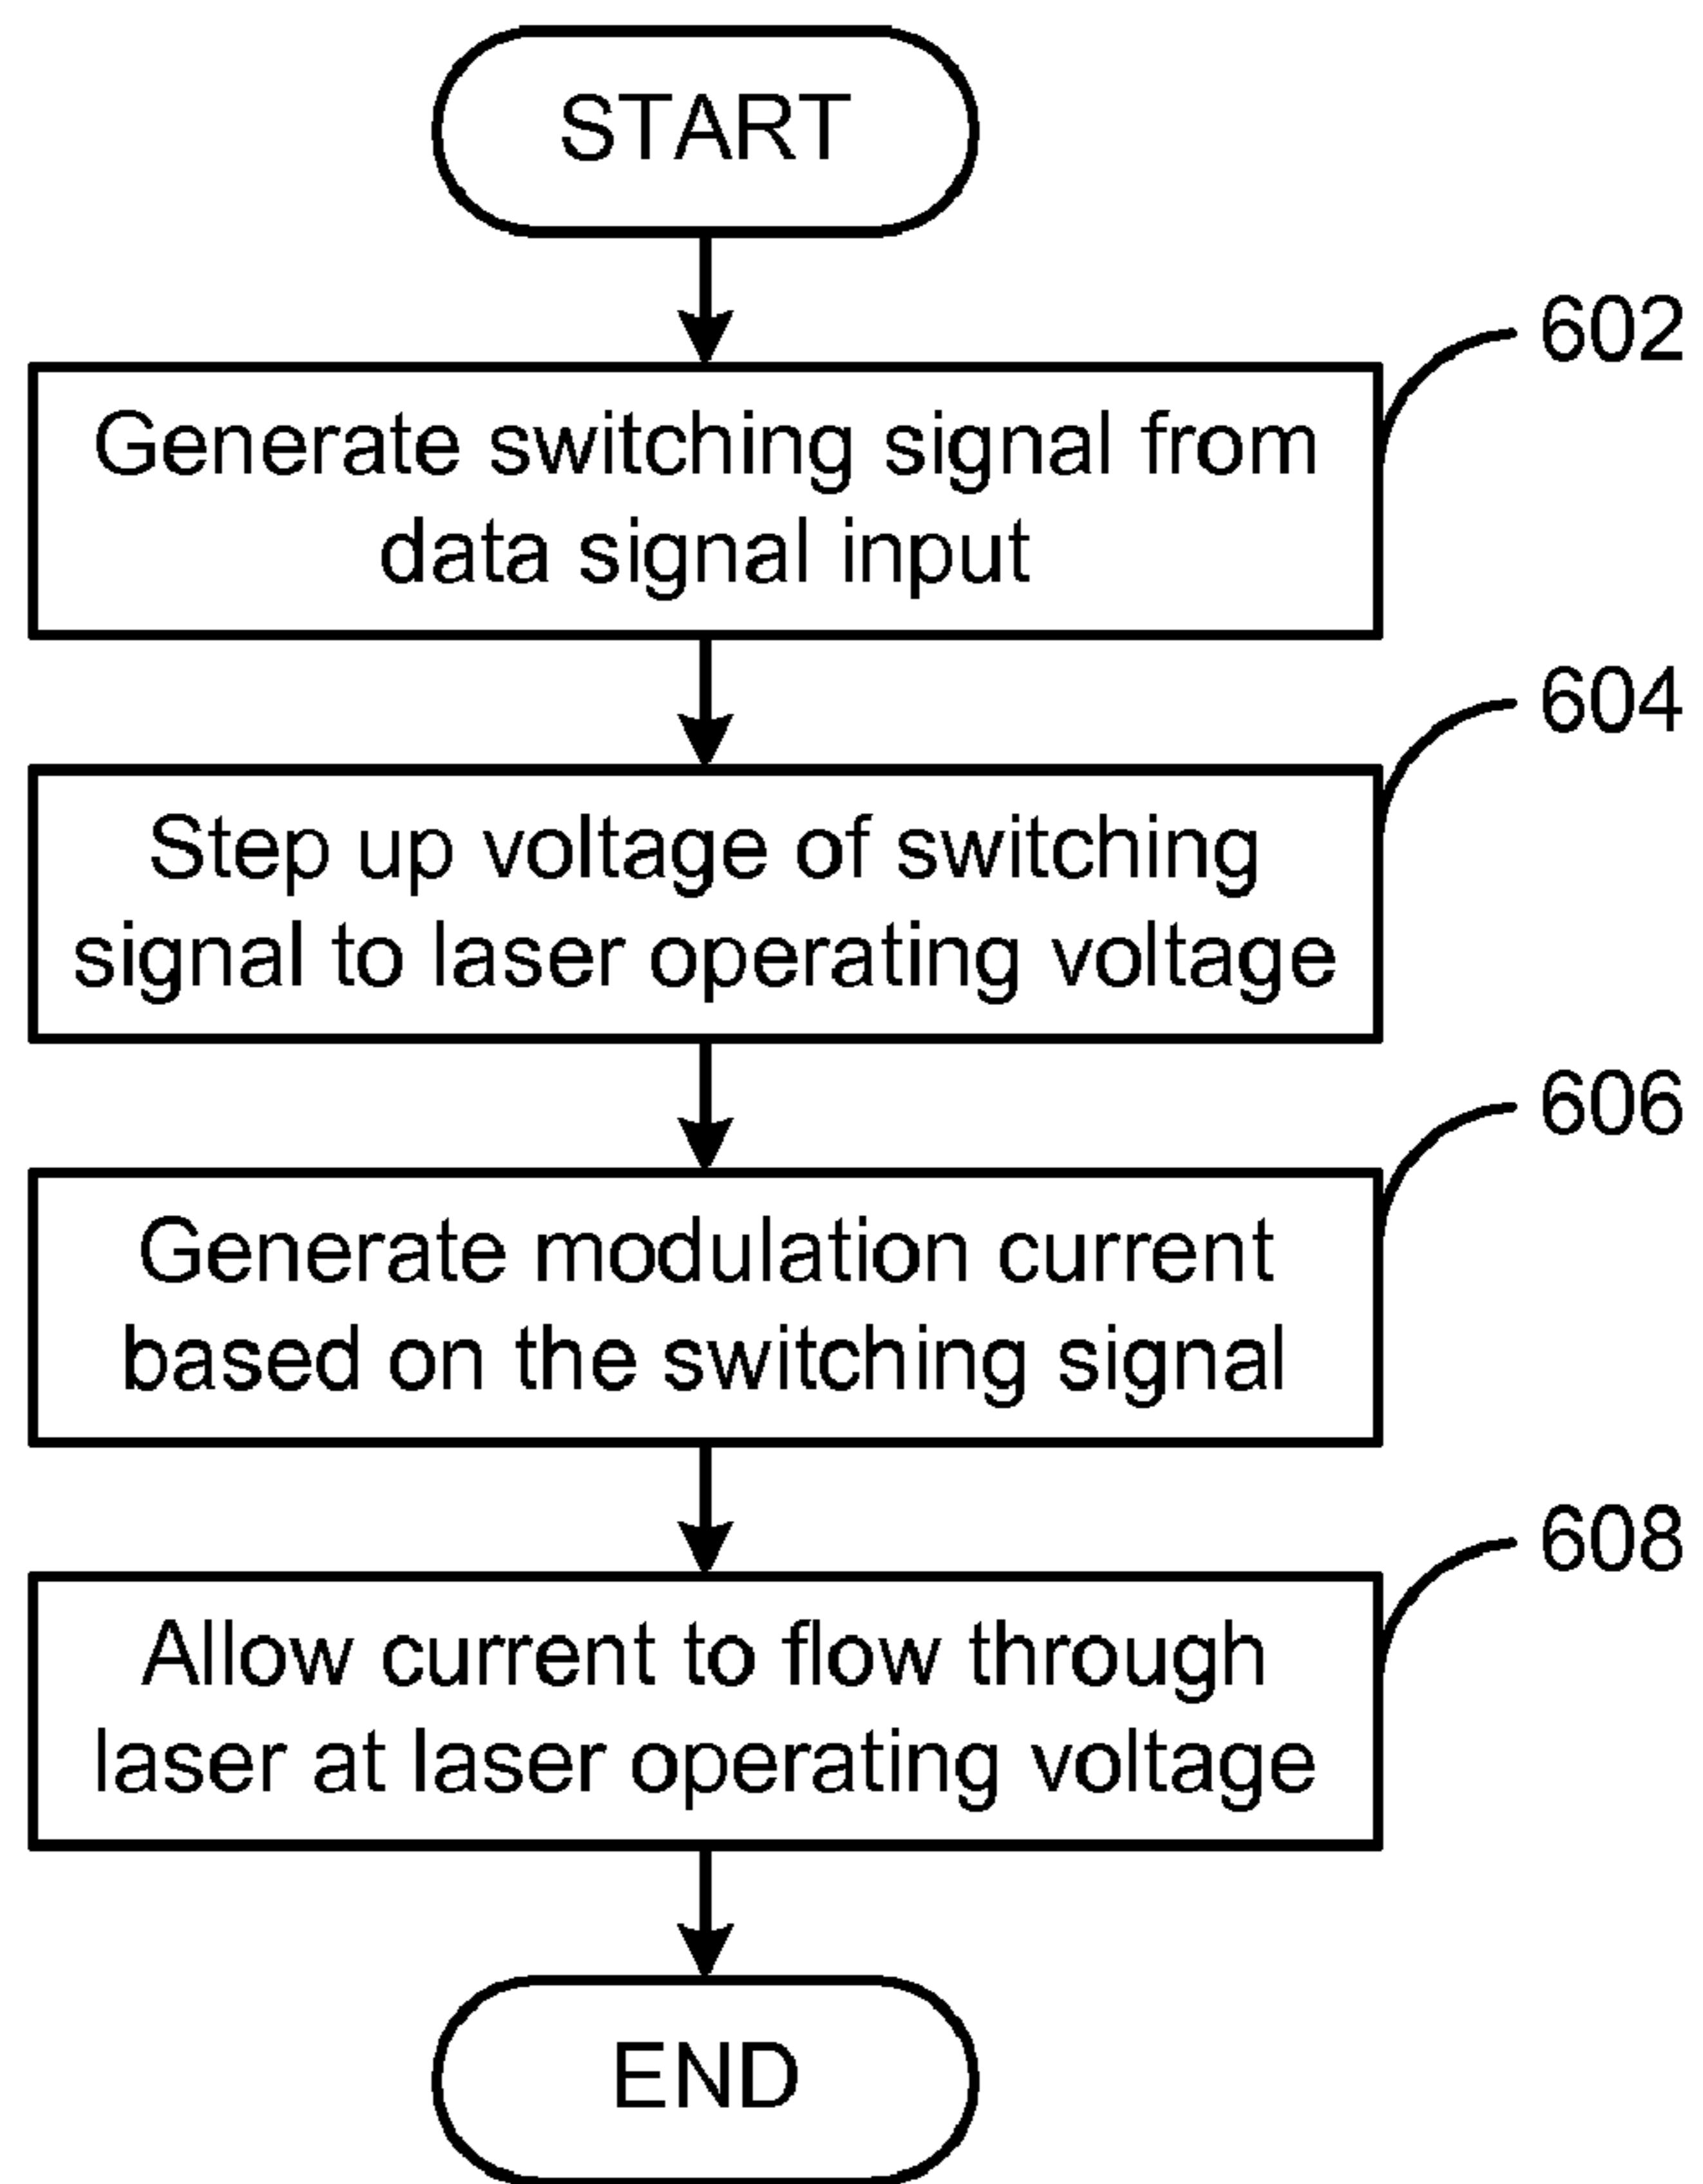 START
602
Generate switching signal from
data signal input
604
Step up voltage of switching
signal to laser operating voltage
606
Generate modulation current
based on the switching signal
608
Allow current to flow through
laser at laser operating voltage
END